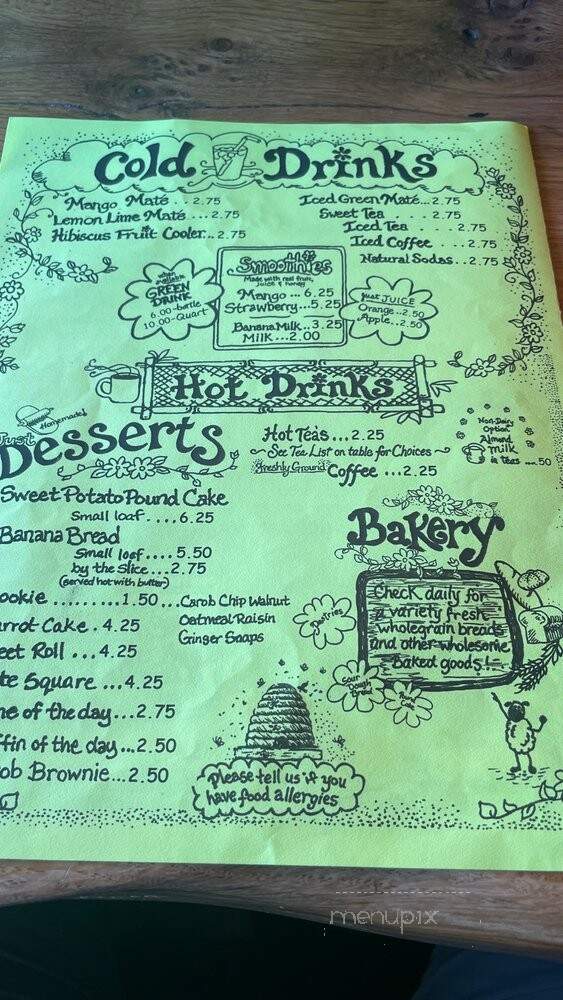 Cold Drinks
Mango Maté . . 2.75
Lemon Lime Maté ... 2.75
Hibiscus Fruit Cooler... 2.75
Iced Green Maté...2.75
Sweet Tea . . . . 2.75
Iced Tea . . . . 2.75
Iced Coffee . . . 2.75
Natural Sodas.. 2.75
when available
GREEN
DRINK
6.00-bottle
10.00-Quart
Smoothies
Made with real fruit,
juice & honey
Mango ... 6.25
Strawberry...5.25
Banana Milk..3.25
Milk...2.00
Just JUICE
Orange..2.50
Apple..2.50
Hot Drinks
Hot Teas...2.25
~ See Tea List on table for Choices ~
Freshly Ground Coffee ...2.25
Non-Dairy
Option
Almond
Milk
in teas ....50
Homemade!
Just
Desserts
Sweet Potato Pound Cake
Small loaf ....6.25
Banana Bread
Small loaf ....5.50
by the slice...2.75
(served hot with butter)
ookie .........1.50 ...Carob Chip Walnut
Oatmeal Raisin
Ginger Snaps
rrot Cake . 4.25
eet Roll ...4.25
te Square ...4.25
ne of the day...2.75
ffin of the day ...2.50
ob Brownie...2.50
Bakery
Check daily for
a variety fresh
wholegrain breads
and other wholesome
Baked goods!
Pastries
Sour
Dough
Please tell us if you
have food allergies
menupix